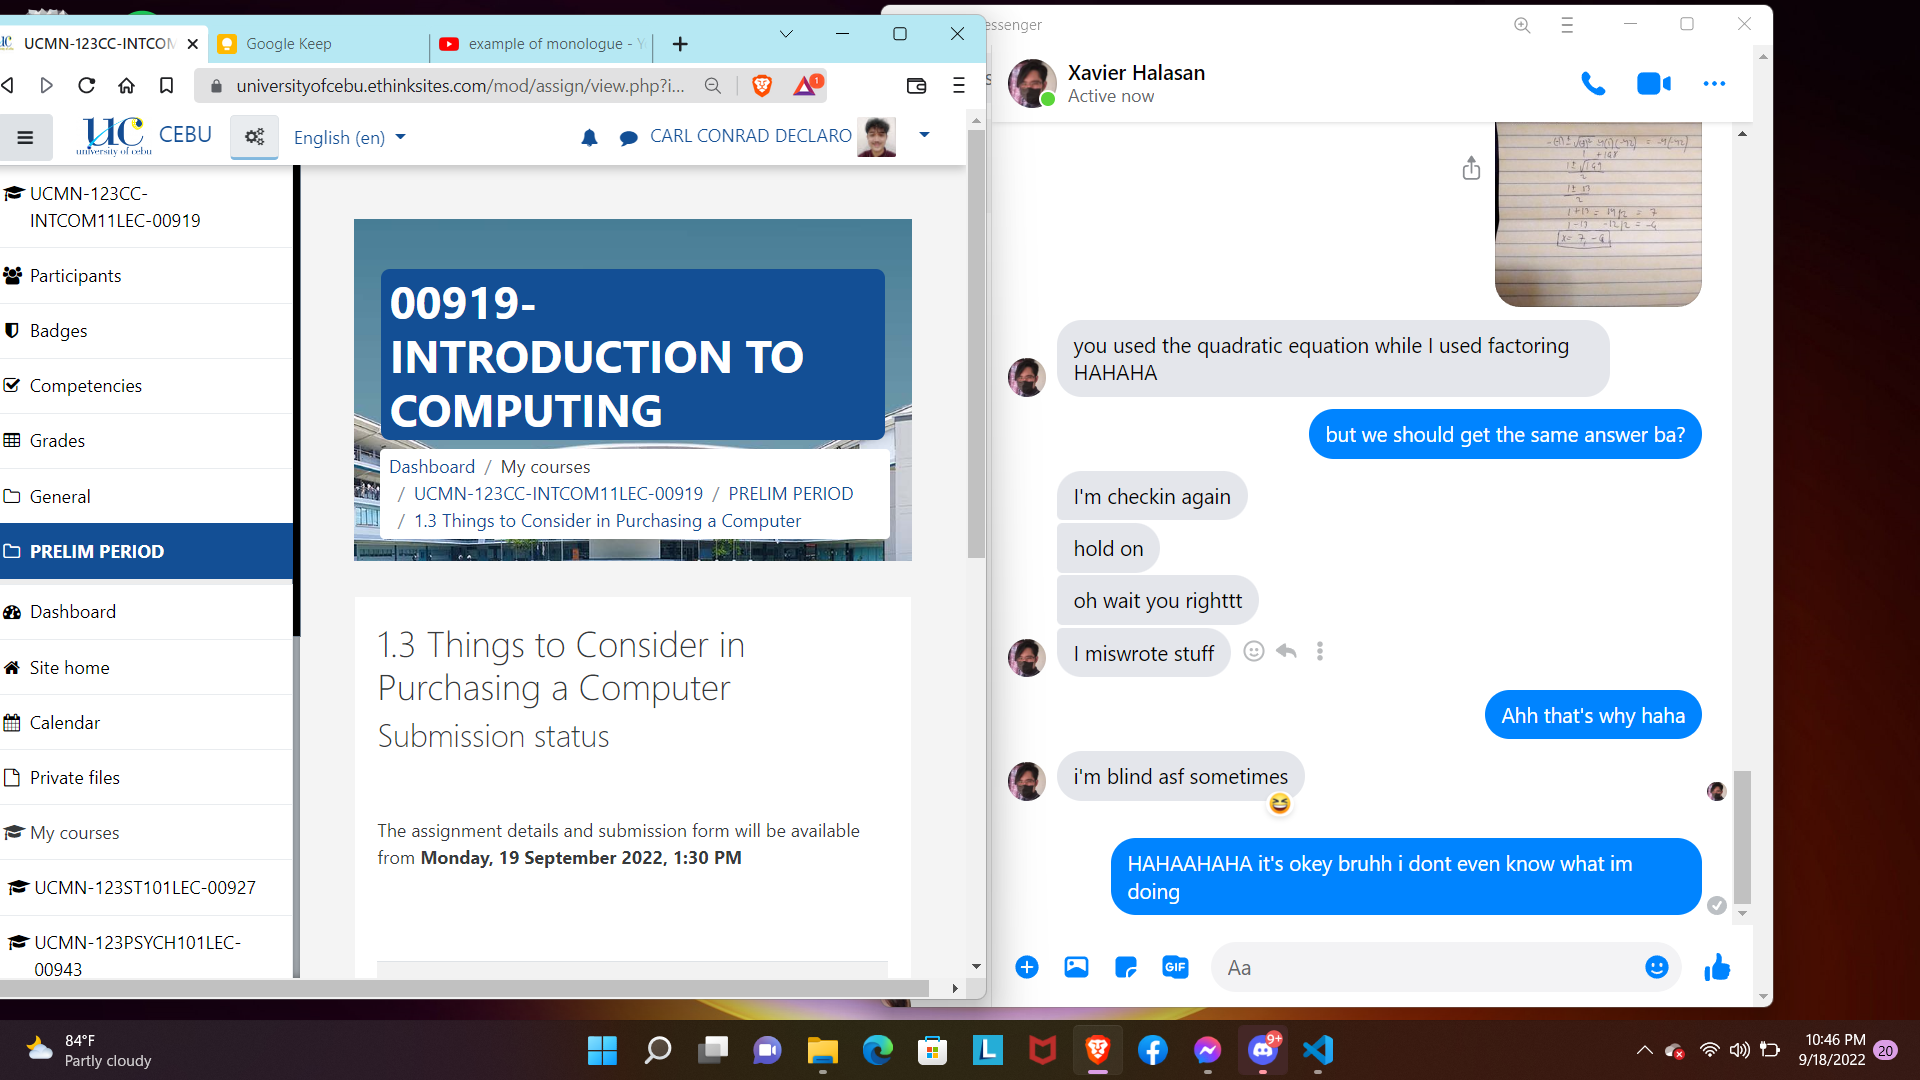 UCMN-123CC-INTCOM
Google Keep
example of monologue - Y
universityofcebu.ethinksites.com/mod/assign/view.php?i...
1
UC
university of cebu
CEBU
English (en)
CARL CONRAD DECLARO
UCMN-123CC-
INTCOM11LEC-00919
Participants
Badges
Competencies
Grades
General
PRELIM PERIOD
Dashboard
Site home
Calendar
Private files
My courses
UCMN-123ST101LEC-00927
UCMN-123PSYCH101LEC-
00943
00919-
INTRODUCTION TO
COMPUTING
Dashboard / My courses
/ UCMN-123CC-INTCOM11LEC-00919 / PRELIM PERIOD
/ 1.3 Things to Consider in Purchasing a Computer
1.3 Things to Consider in
Purchasing a Computer
Submission status
The assignment details and submission form will be available
from Monday, 19 September 2022, 1:30 PM
essenger
Xavier Halasan
Active now
you used the quadratic equation while I used factoring
HAHAHA
but we should get the same answer ba?
I'm checkin again
hold on
oh wait you righttt
I miswrote stuff
Ahh that's why haha
i'm blind asf sometimes
HAHAAHAHA it's okey bruhh i dont even know what im
doing
GIF
Aa
84°F
Partly cloudy
L
9+
10:46 PM
9/18/2022
20